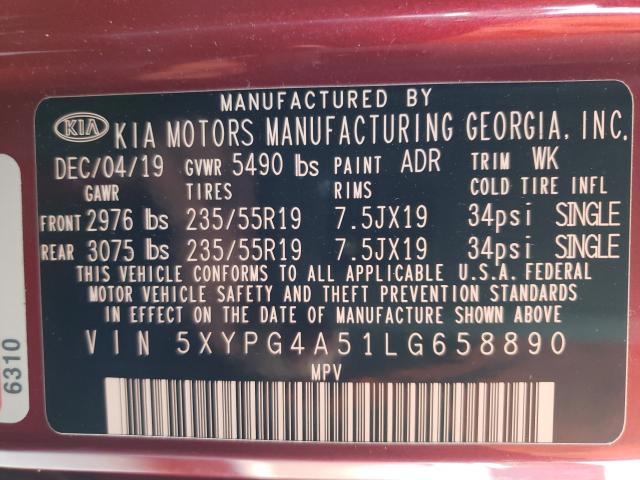 MANUFACTURED BY
KIA KIA MOTORS MANUFACTURING GEORGIA, INC.
DEC/04/19 GVWR 5490 lbs PAINT ADR TRIM WK
GAWR TIRES RIMS COLD TIRE INFL
FRONT 2976 lbs 235/55R19 7.5JX19 34psi SINGLE
REAR 3075 lbs 235/55R19 7.5JX19 34psi SINGLE
THIS VEHICLE CONFORMS TO ALL APPLICABLE U.S.A. FEDERAL
MOTOR VEHICLE SAFETY AND THEFT PREVENTION STANDARDS
IN EFFECT ON THE DATE OF MANUFACTURE SHOWN ABOVE
VIN 5XYPG4A51LG658890
MPV
6310